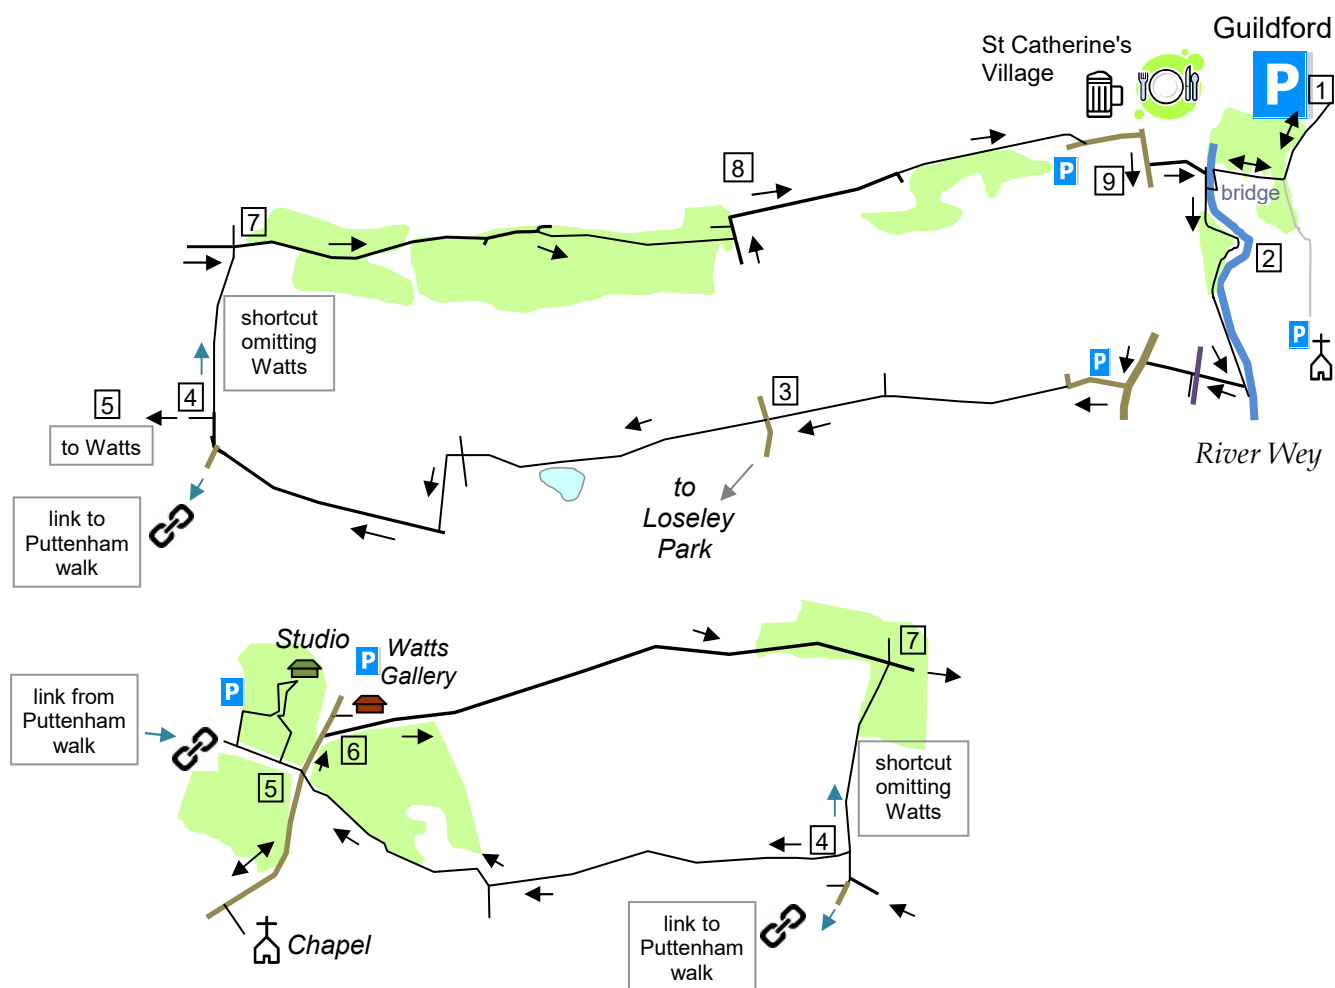 Guildford
St Catherine's
Village
P
1
8
P
9
bridge
7
2
shortcut
omitting
Watts
P
P
5
4
3
to Watts
River Wey
to
Loseley
Park
link to
Puttenham
walk
Studio
P
Watts
Gallery
7
link from
Puttenham
walk
P
6
5
shortcut
omitting
Watts
4
link to
Puttenham
walk
Chapel